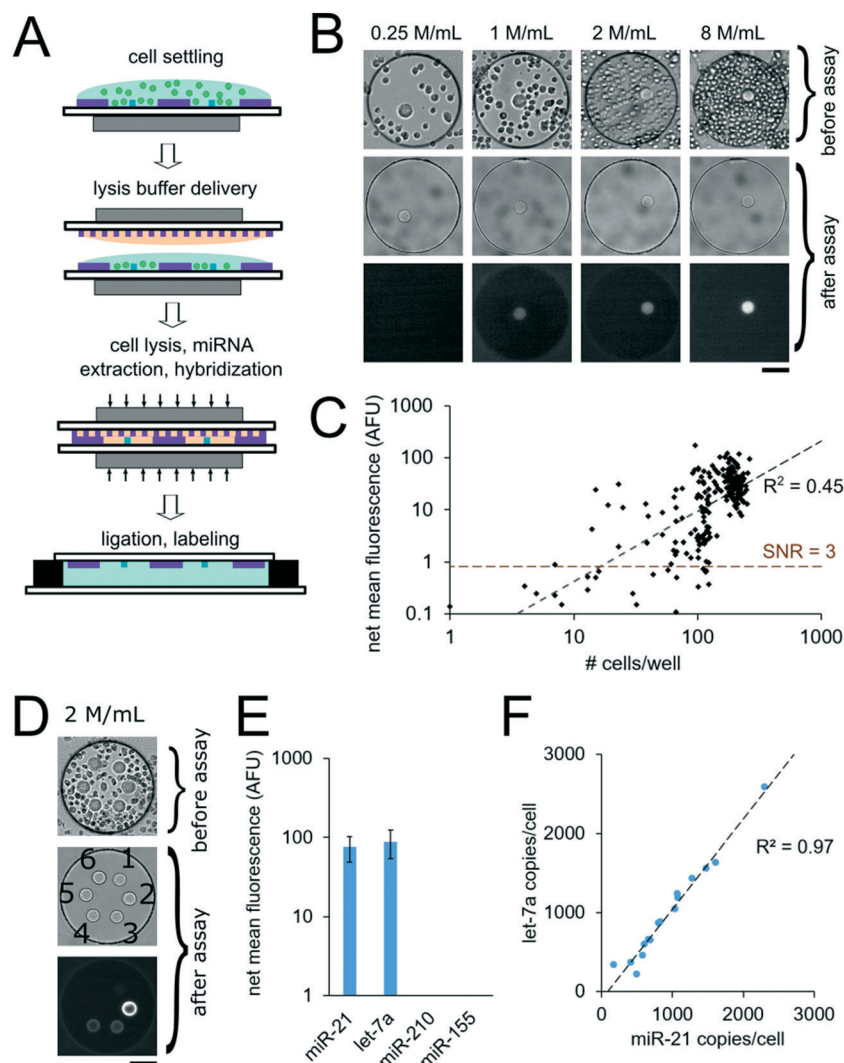 A
cell settling
lysis buffer delivery
cell lysis, miRNA
extraction, hybridization
ligation, labeling
B
0.25 M/mL
1 M/mL
2 M/mL
8 M/mL
before assay
after assay
C
net mean fluorescence (AFU)
1000
100
10
1
0.1
R² = 0.45
SNR = 3
1
10
100
1000
# cells/well
D
2 M/mL
before assay
6 1
5 2
4 3
after assay
E
net mean fluorescence (AFU)
1000
100
10
1
miR-21
let-7a
miR-210
miR-155
F
let-7a copies/cell
3000
2000
1000
0
R² = 0.97
0
1000
2000
3000
miR-21 copies/cell